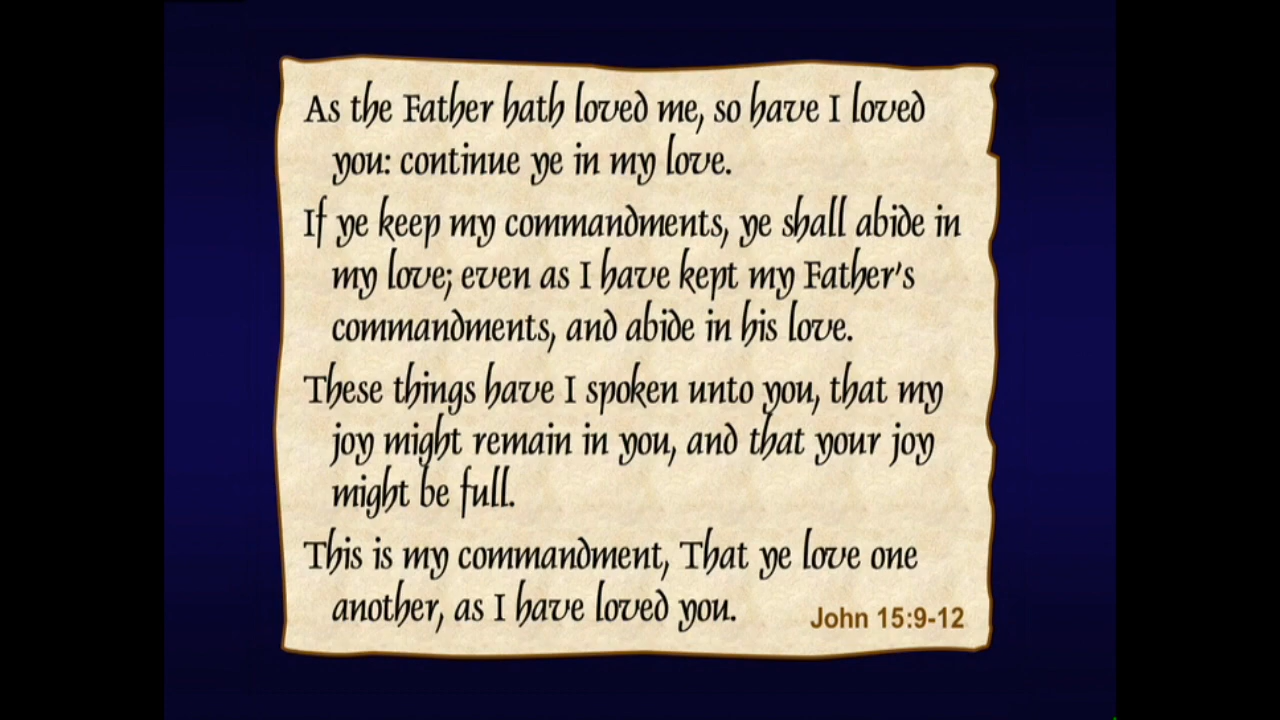 As the Father hath loved me, so have I loved
you: continue ye in my love.
If ye keep my commandments, ye shall abide in
my love; even as I have kept my Father's
commandments, and abide in his love.
These things have I spoken unto you, that my
joy might remain in you, and that your joy
might be full.
This is my commandment, That ye love one
another, as I have loved you.
John 15:9-12